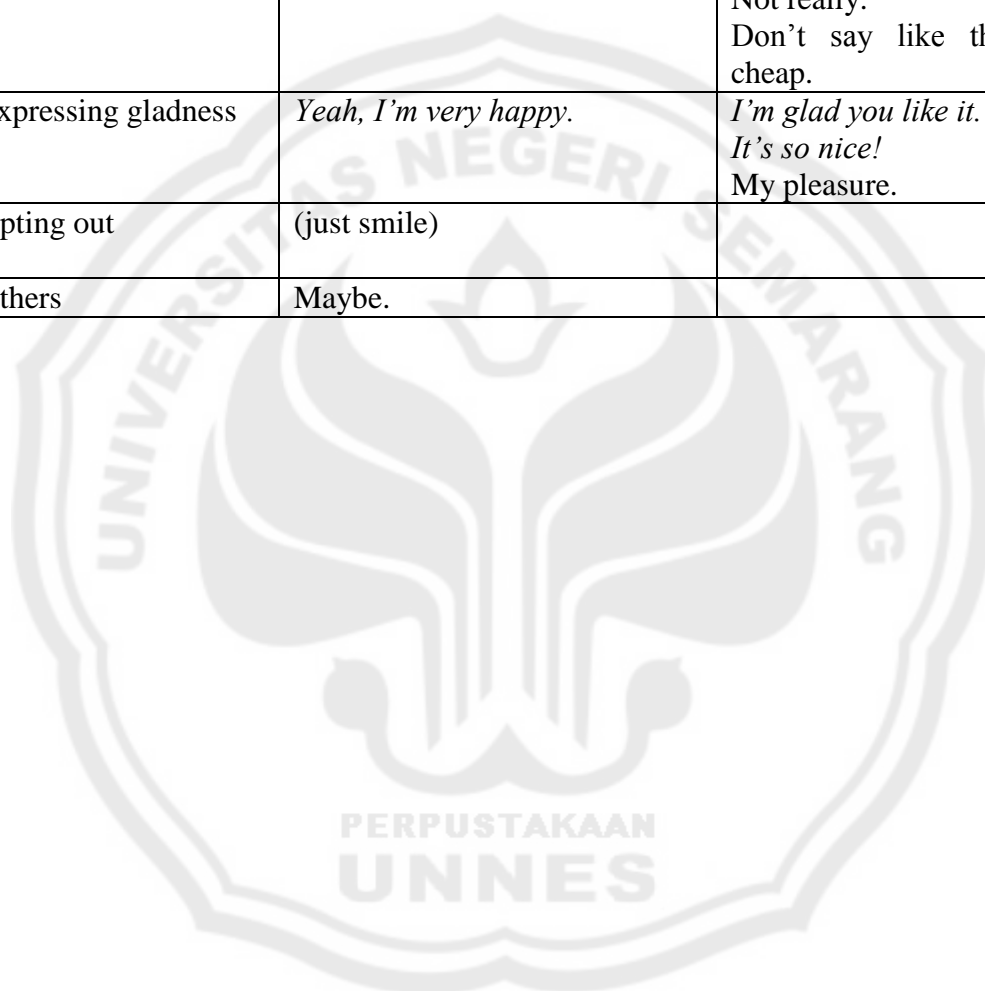 Not really.
Don't say like th
cheap.
xpressing gladness Yeah, I'm very happy. I'm glad you like it.
It's so nice!
My pleasure.
pting out (just smile)
thers Maybe.
UNIVERSITAS NEGERI SEMARANG
PERPUSTAKAAN
UNNES